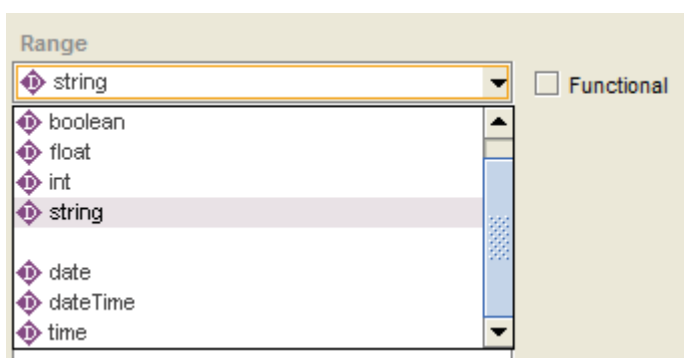 Range
string
Functional
boolean
float
int
string
date
dateTime
time